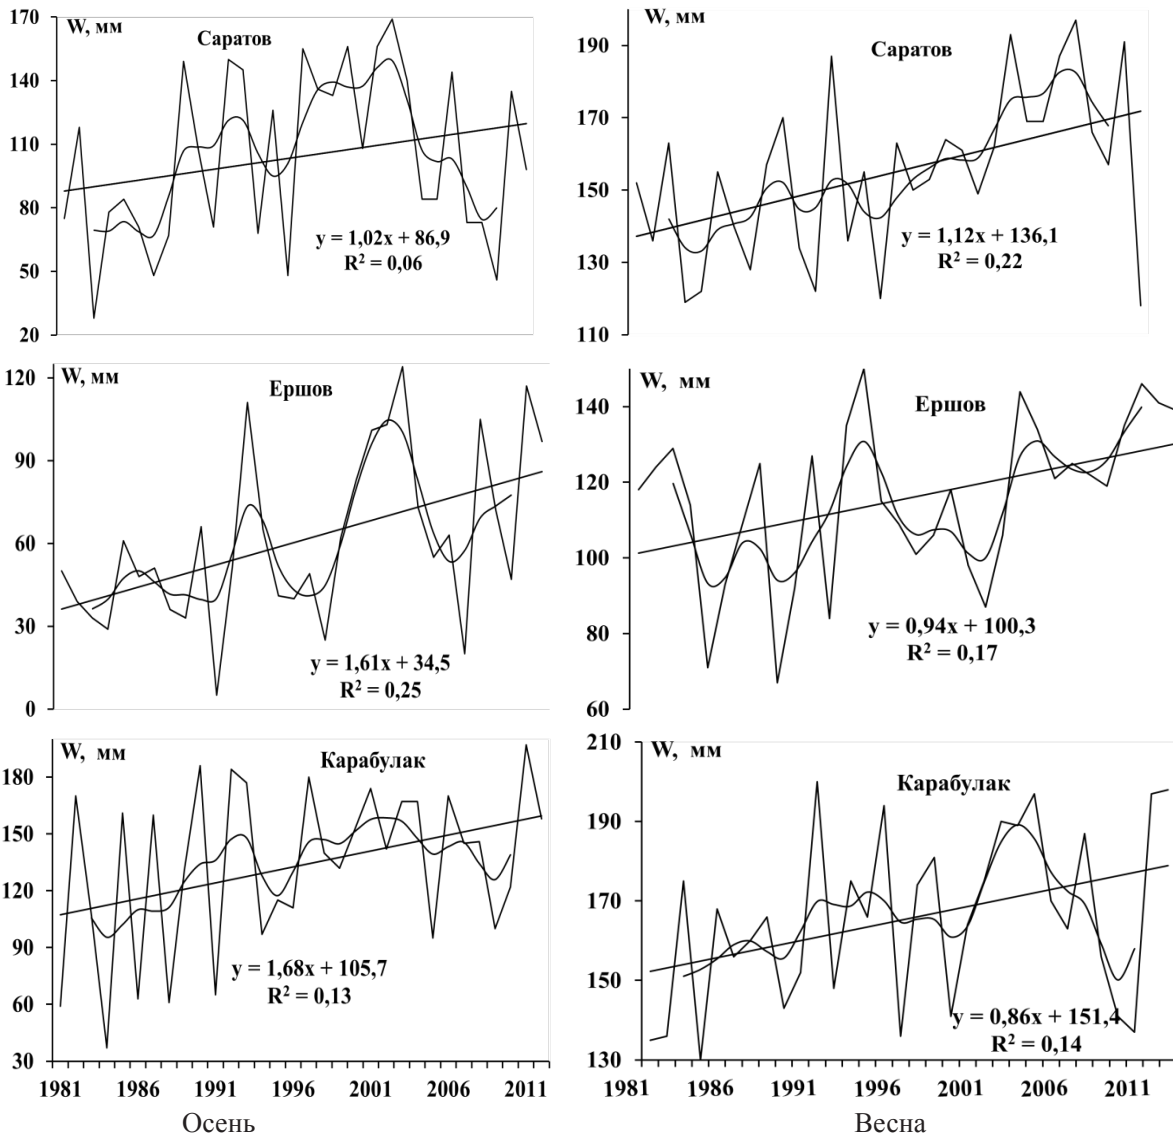 170
140
110
80
50
20
W, мм
Саратов
y = 1,02x + 86,9
R² = 0,06
190
170
150
130
110
W, мм
Саратов
y = 1,12x + 136,1
R² = 0,22
120
90
60
30
0
W, мм
Ершов
y = 1,61x + 34,5
R² = 0,25
140
120
100
80
60
W, мм
Ершов
y = 0,94x + 100,3
R² = 0,17
180
150
120
90
60
30
W, мм
Карабулак
y = 1,68x + 105,7
R² = 0,13
1981 1986 1991 1996 2001 2006 2011
Осень
210
190
170
150
130
W, мм
Карабулак
y = 0,86x + 151,4
R² = 0,14
1981 1986 1991 1996 2001 2006 2011
Весна